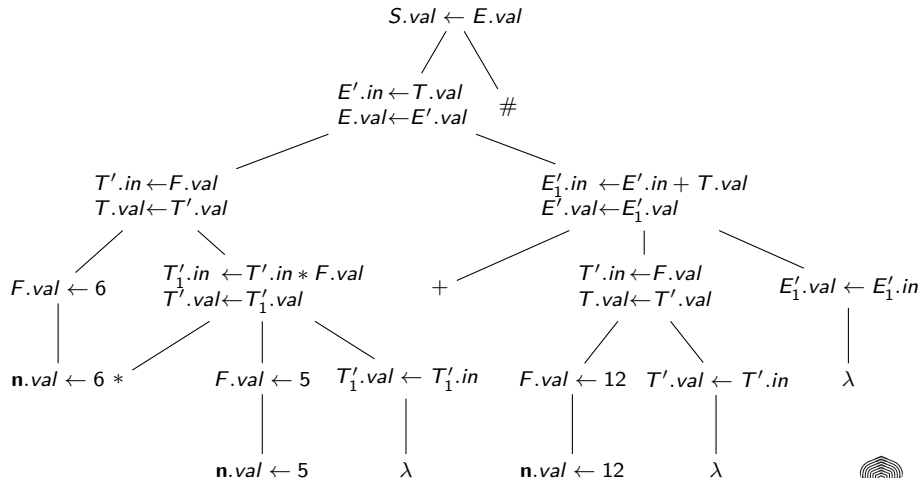 S.val ← E.val
E′.in ← T.val
E.val ← E′.val
#
T′.in ← F.val
T.val ← T′.val
E′₁.in ← E′.in + T.val
E′.val ← E′₁.val
F.val ← 6
T′₁.in ← T′.in * F.val
T′.val ← T′₁.val
+
T′.in ← F.val
T.val ← T′.val
E′₁.val ← E′₁.in
n.val ← 6
*
F.val ← 5
T′₁.val ← T′₁.in
F.val ← 12
T′.val ← T′.in
λ
n.val ← 5
λ
n.val ← 12
λ